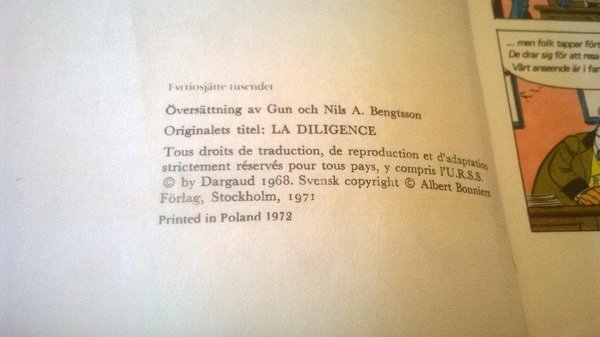 Fyrtiosjätte tusendet
Översättning av Gun och Nils A. Bengtsson
Originalets titel: LA DILIGENCE
Tous droits de traduction, de reproduction et d'adaptation
strictement réservés pour tous pays, y compris l'U.R.S.S.
© by Dargaud 1968. Svensk copyright © Albert Bonniers
Förlag, Stockholm, 1971
Printed in Poland 1972
... men folk tappar förtr
De drar sig för att resa
Vårt anseende är i far